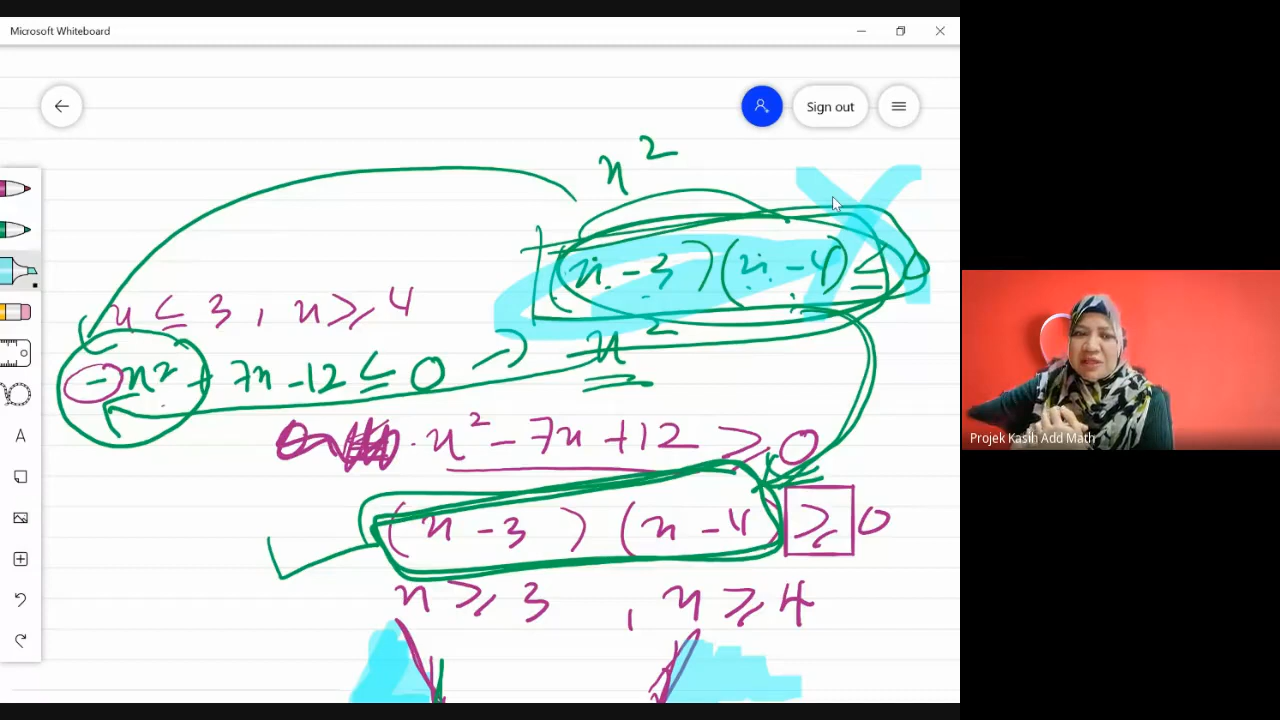 Microsoft Whiteboard
Sign out
x²
(x - 3)(x - 4) ≤ 0
x ≤ 3, x ≥ 4
-x² + 7x - 12 ≤ 0 → x²
x² - 7x + 12 ≥ 0
(x - 3)(x - 4) ≥ 0
x ≥ 3, x ≥ 4
A
Projek Kasih Add Math